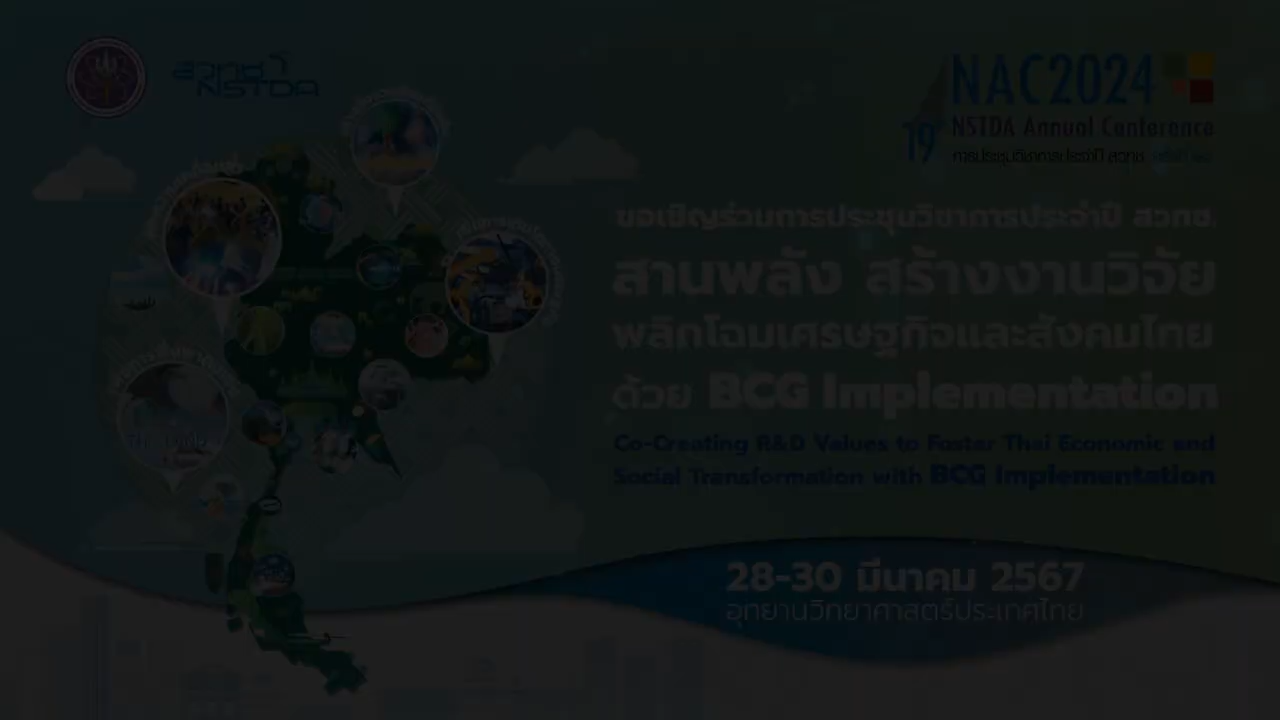 สวทช
NSTDA
NAC2024
19
NSTDA Annual Conference
การประชุมวิชาการประจำปี สวทช.
ขอเชิญร่วมการประชุมวิชาการประจำปี สวทช.
สานพลัง สร้างงานวิจัย
พลิกโฉมเศรษฐกิจและสังคมไทย
ด้วย BCG Implementation
Co-Creating R&D Values to Foster Thai Economic and
Social Transformation with BCG Implementation
28-30 มีนาคม 2567
อุทยานวิทยาศาสตร์ประเทศไทย